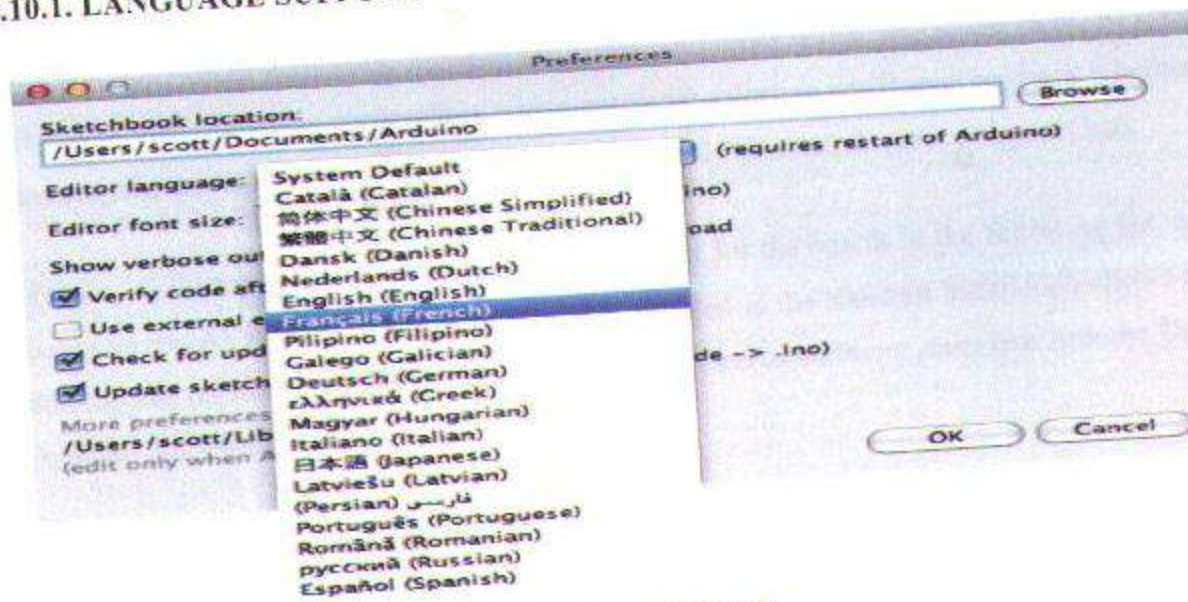 .10.1. LANGUAGE SUPPORT
Preferences
Sketchbook location:
/Users/scott/Documents/Arduino
Browse
Editor language:
(requires restart of Arduino)
System Default
Català (Catalan)
简体中文 (Chinese Simplified)
繁體中文 (Chinese Traditional)
Dansk (Danish)
Nederlands (Dutch)
English (English)
Français (French)
Pilipino (Filipino)
Galego (Galician)
Deutsch (German)
ελληνικά (Greek)
Magyar (Hungarian)
Italiano (Italian)
日本語 (Japanese)
Latviešu (Latvian)
(Persian) فارسی
Português (Portuguese)
Română (Romanian)
русский (Russian)
Español (Spanish)
Editor font size:
ino)
Show verbose ou
oad
Verify code aft
Use external e
Check for upd
Update sketch
de -> .ino)
More preferences
/Users/scott/Lib
(edit only when A
OK
Cancel